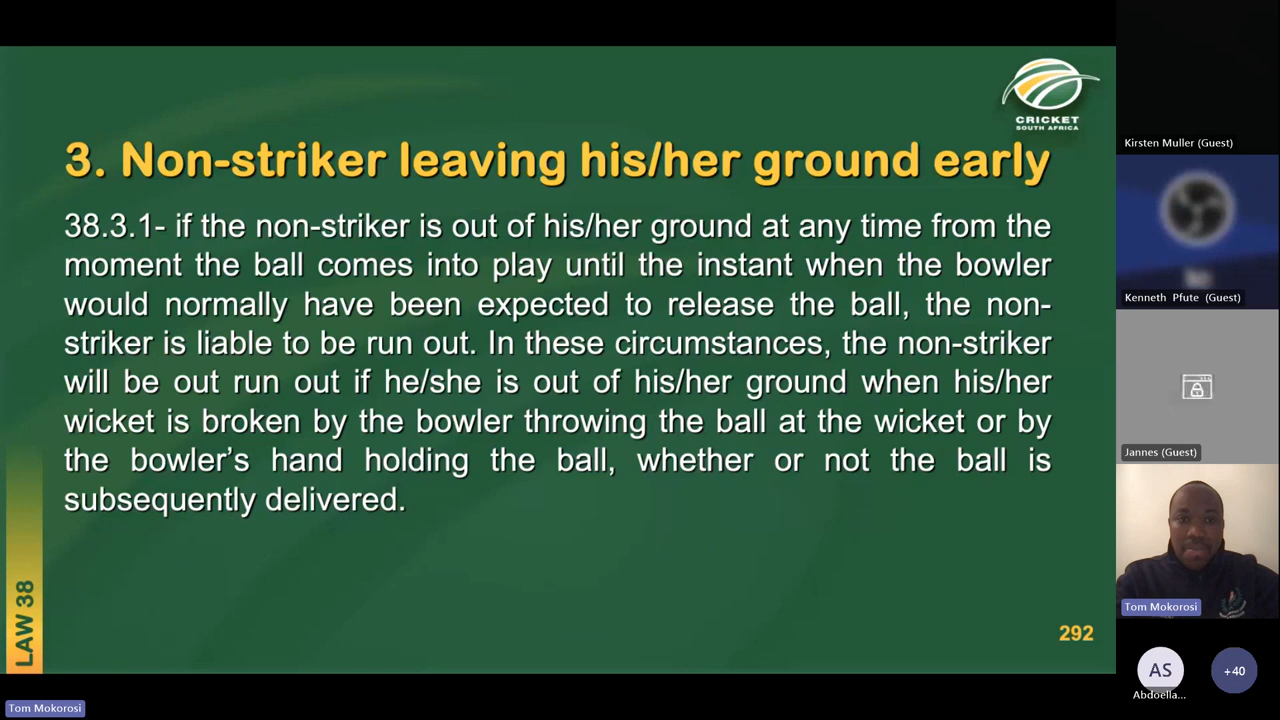 CRICKET
SOUTH AFRICA
3. Non-striker leaving his/her ground early
38.3.1- if the non-striker is out of his/her ground at any time from the
moment the ball comes into play until the instant when the bowler
would normally have been expected to release the ball, the non-
striker is liable to be run out. In these circumstances, the non-striker
will be out run out if he/she is out of his/her ground when his/her
wicket is broken by the bowler throwing the ball at the wicket or by
the bowler’s hand holding the ball, whether or not the ball is
subsequently delivered.
LAW 38
292
Tom Mokorosi
Kirsten Muller (Guest)
Kenneth Pfute (Guest)
Jannes (Guest)
Tom Mokorosi
AS
Abdoella...
+40